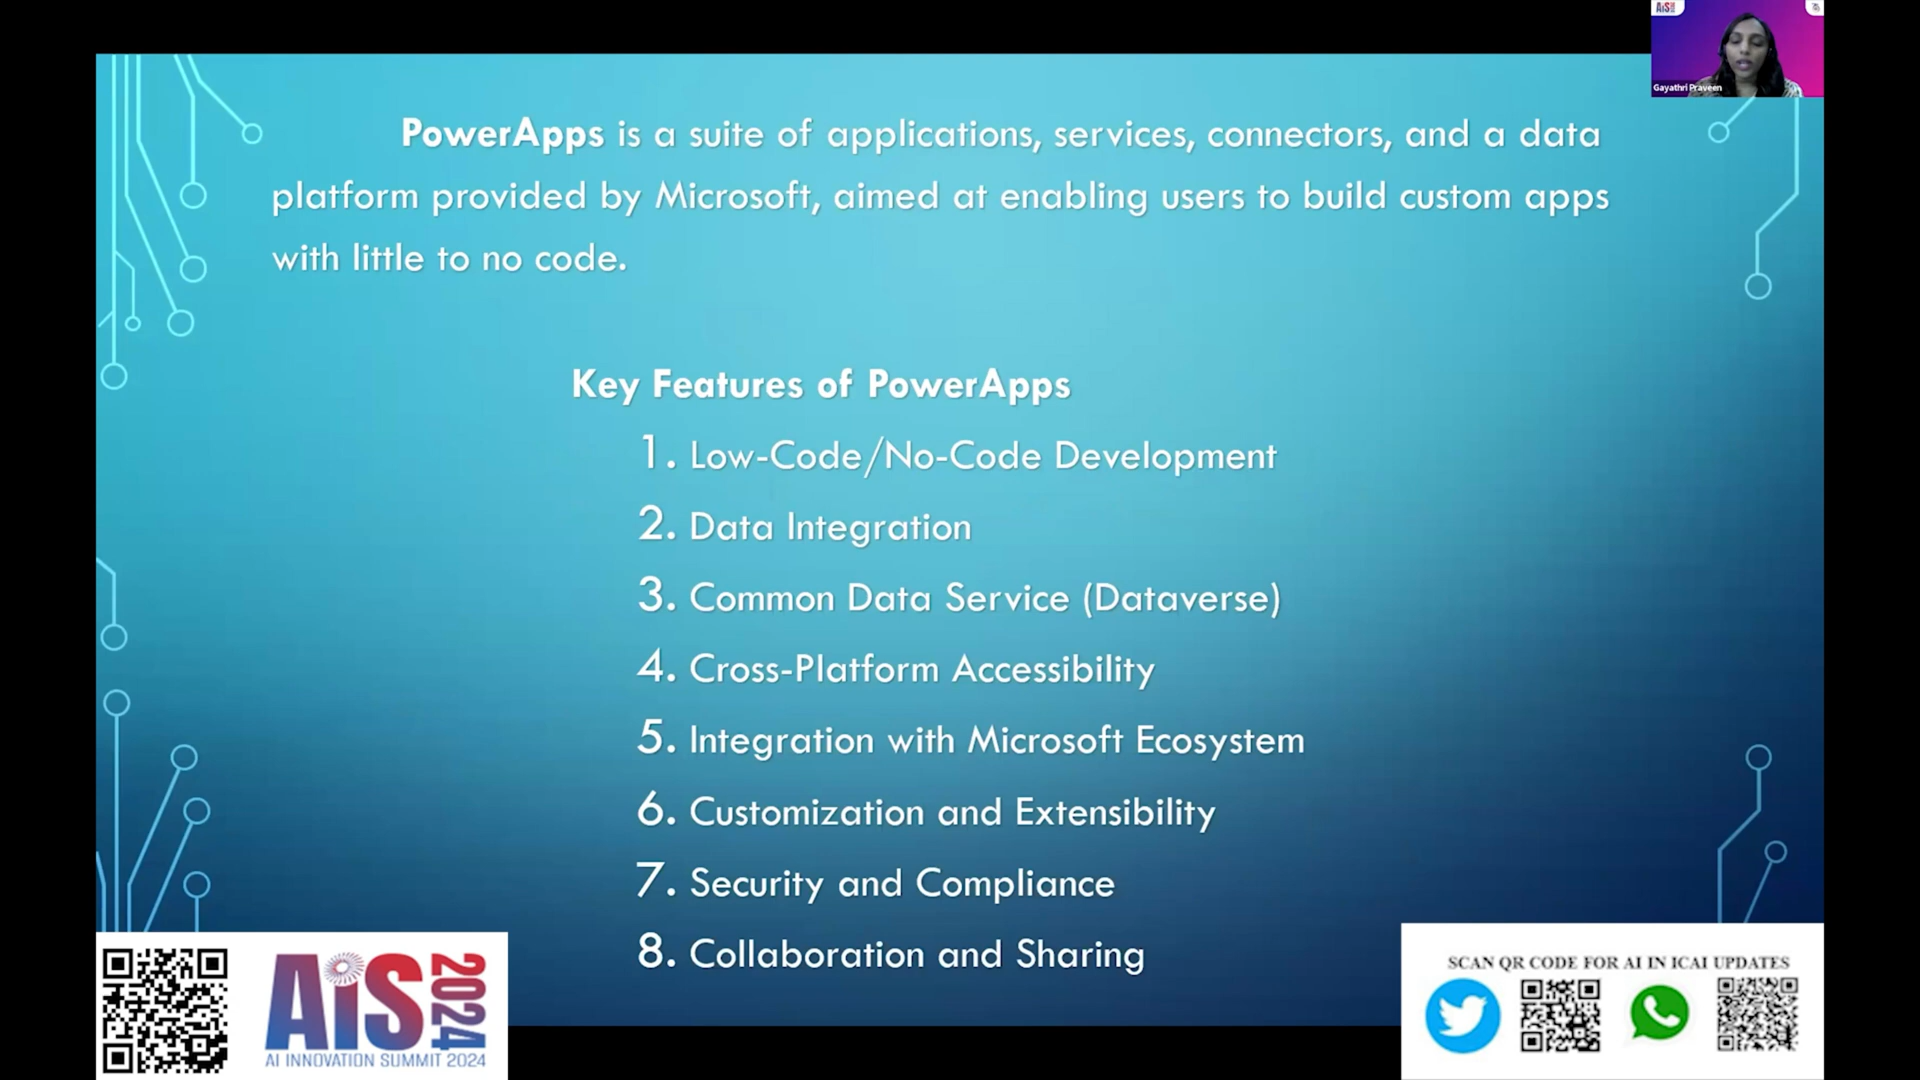 AiS
Gayathri Praveen
PowerApps is a suite of applications, services, connectors, and a data
platform provided by Microsoft, aimed at enabling users to build custom apps
with little to no code.
Key Features of PowerApps
1. Low-Code/No-Code Development
2. Data Integration
3. Common Data Service (Dataverse)
4. Cross-Platform Accessibility
5. Integration with Microsoft Ecosystem
6. Customization and Extensibility
7. Security and Compliance
8. Collaboration and Sharing
AiS 2024
AI INNOVATION SUMMIT 2024
SCAN QR CODE FOR AI IN ICAI UPDATES